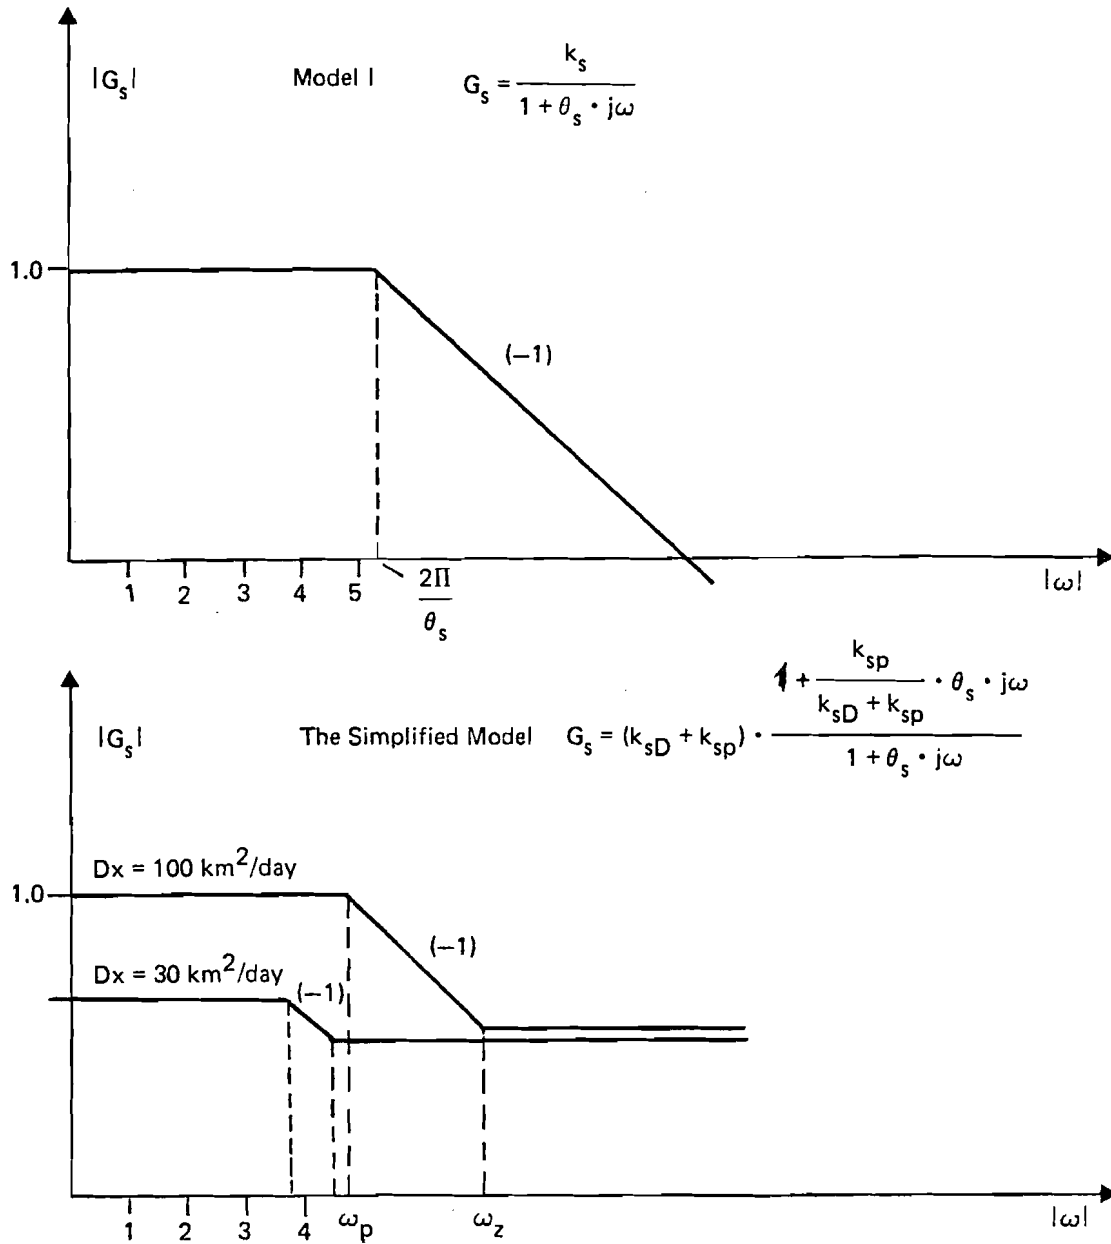 |G_s|
Model I
G_s = k_s / (1 + θ_s • jω)
1.0
(−1)
1 2 3 4 5
2Π / θ_s
|ω|
|G_s|
The Simplified Model
G_s = (k_sD + k_sp) • (1 + k_sp / (k_sD + k_sp) • θ_s • jω) / (1 + θ_s • jω)
Dx = 100 km²/day
1.0
(−1)
Dx = 30 km²/day
(−1)
1 2 3 4 ω_p ω_z
|ω|